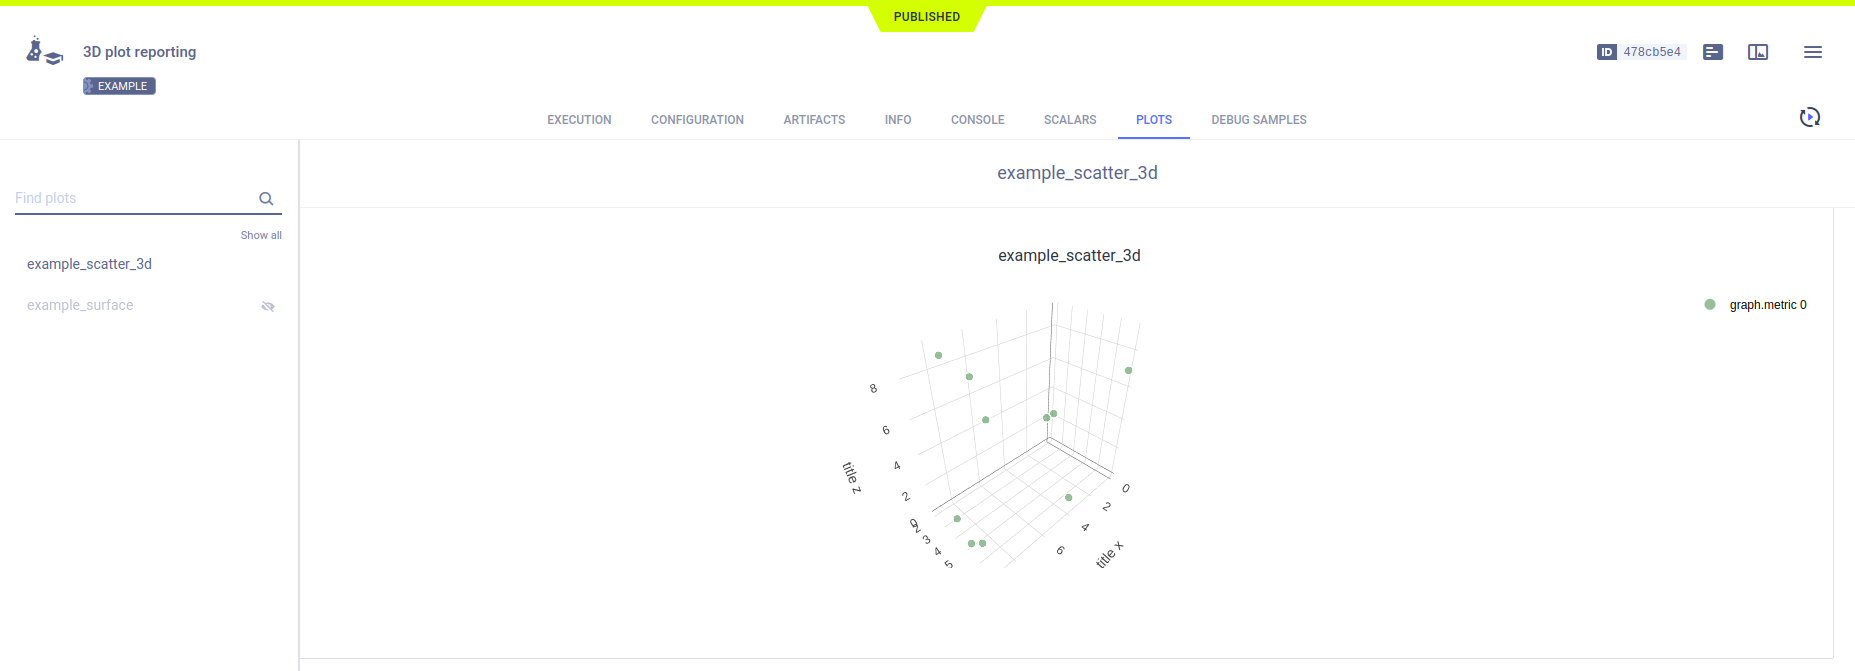 PUBLISHED
3D plot reporting
ID 478cb5e4
EXAMPLE
EXECUTION CONFIGURATION ARTIFACTS INFO CONSOLE SCALARS PLOTS DEBUG SAMPLES
example_scatter_3d
Find plots
Show all
example_scatter_3d
example_surface
example_scatter_3d
graph.metric 0
8
6
4
2
0
title z
2
3
4
5
0
2
4
6
title x